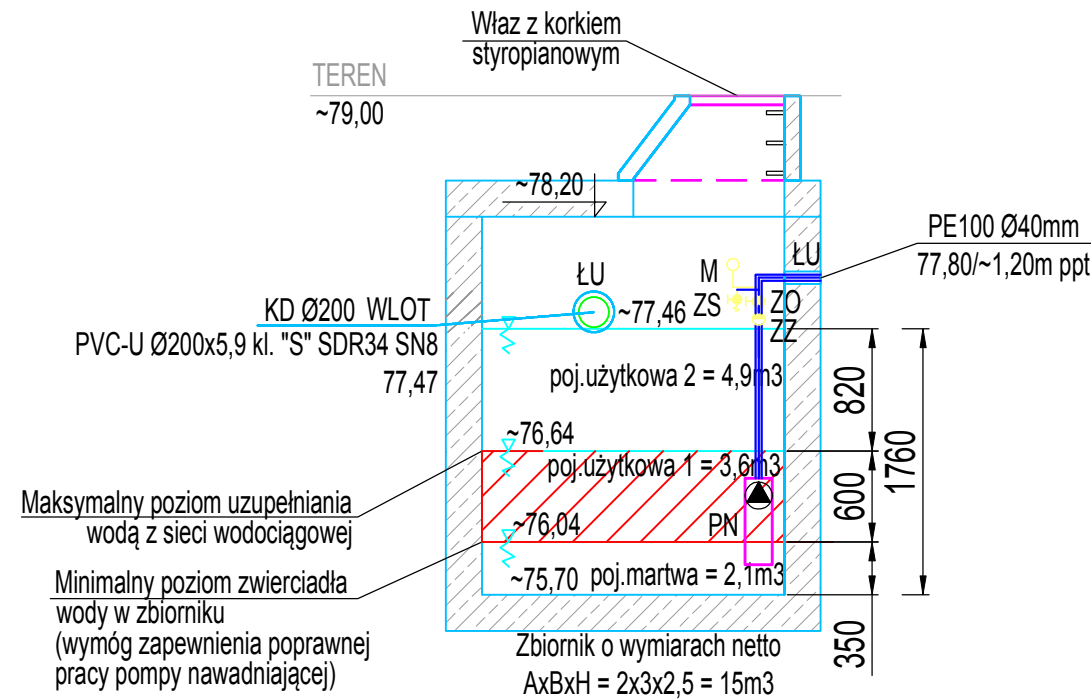 Właz z korkiem
styropianowym
TEREN
~79,00
~78,20
PE100 Ø40mm
77,80/~1,20m ppt
ŁU
M
ŁU
ZS
ZO
ZZ
KD Ø200 WLOT
~77,46
PVC-U Ø200x5,9 kl. "S" SDR34 SN8
77,47
poj.użytkowa 2 = 4,9m3
820
1760
~76,64
poj.użytkowa 1 = 3,6m3
600
Maksymalny poziom uzupełniania
wodą z sieci wodociągowej
~76,04
PN
Minimalny poziom zwierciadła
wody w zbiorniku
(wymóg zapewnienia poprawnej
pracy pompy nawadniającej)
~75,70
poj.martwa = 2,1m3
350
Zbiornik o wymiarach netto
AxBxH = 2x3x2,5 = 15m3